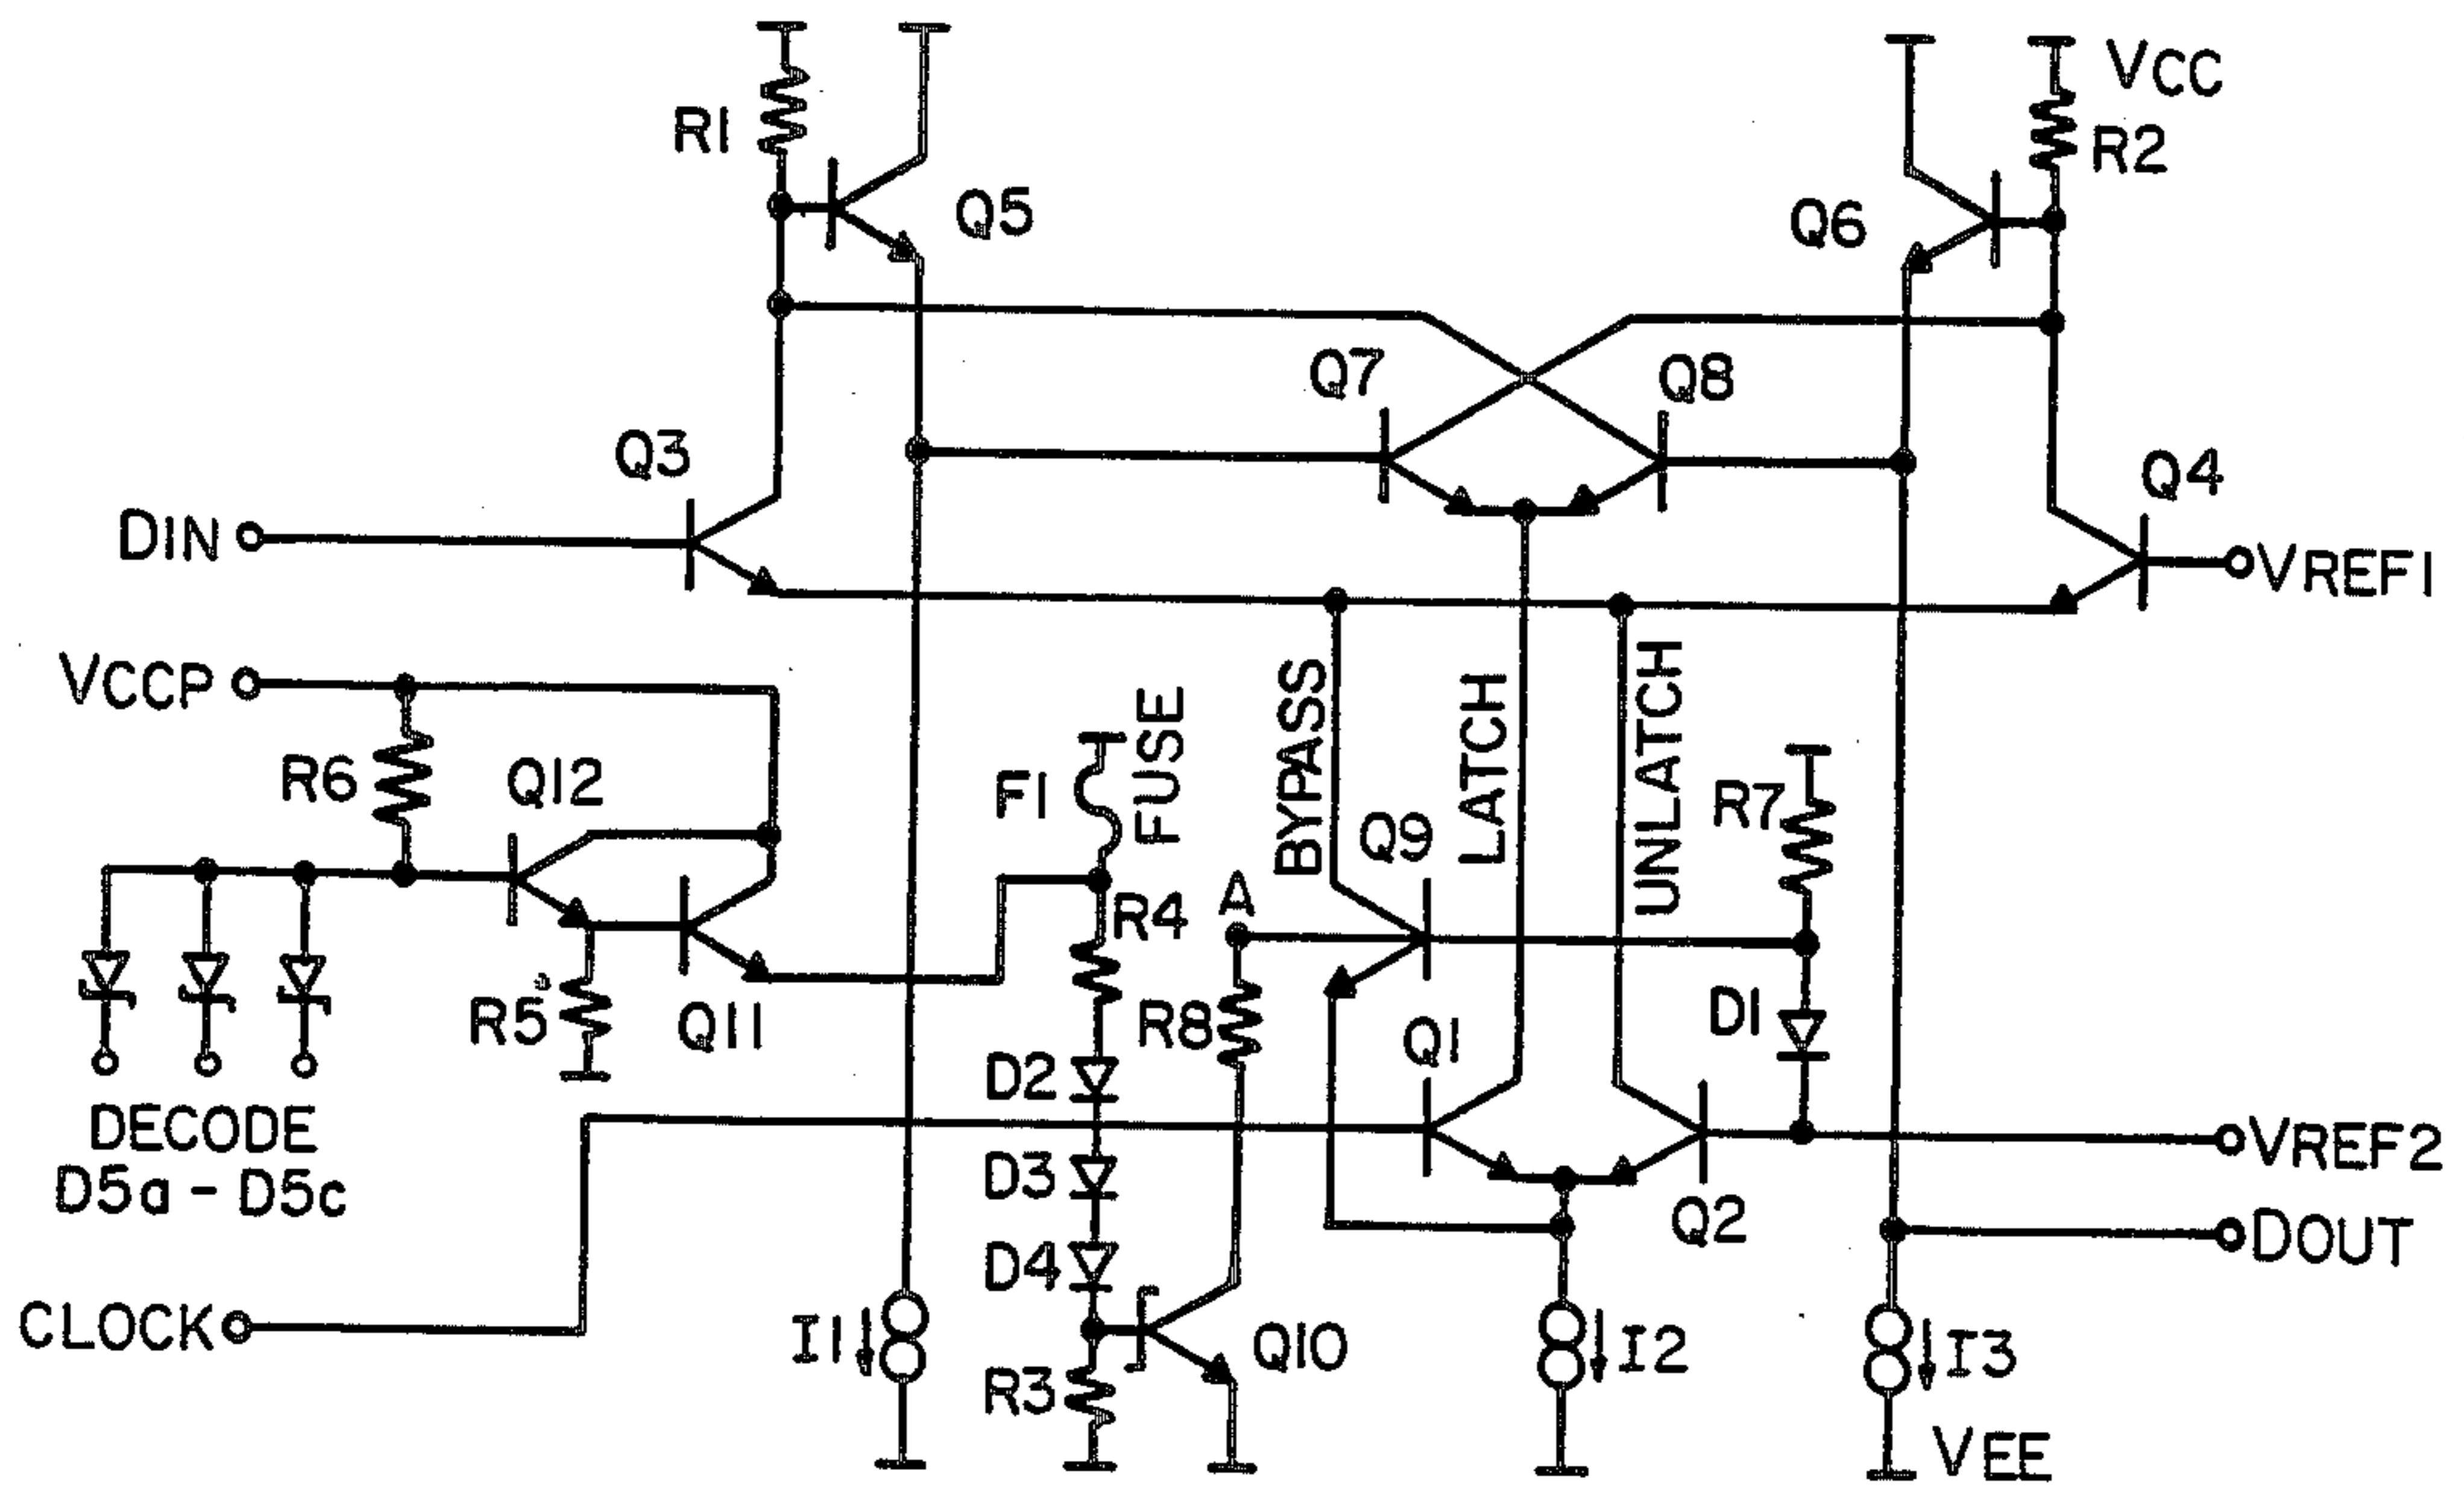 VCC
R1
R2
Q5
Q6
Q7
Q8
Q3
Q4
DIN
VREF1
VCCP
BYPASS
LATCH
UNLATCH
FUSE
R6
Q12
F1
Q9
R7
A
R4
R5
Q11
R8
Q1
D1
D2
DECODE
D5a - D5c
D3
Q2
VREF2
D4
DOUT
CLOCK
I1
Q10
I2
I3
R3
VEE